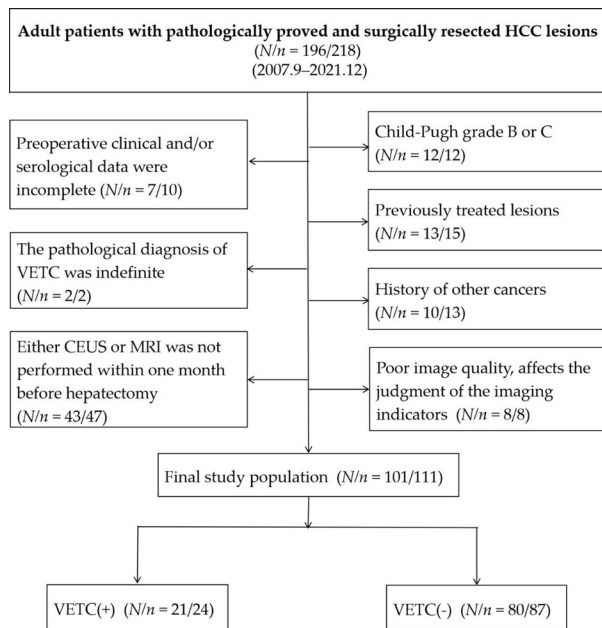 Adult patients with pathologically proved and surgically resected HCC lesions
(N/n = 196/218)
(2007.9–2021.12)
Preoperative clinical and/or
serological data were
incomplete (N/n = 7/10)
The pathological diagnosis of
VETC was indefinite
(N/n = 2/2)
Either CEUS or MRI was not
performed within one month
before hepatectomy
(N/n = 43/47)
Child-Pugh grade B or C
(N/n = 12/12)
Previously treated lesions
(N/n = 13/15)
History of other cancers
(N/n = 10/13)
Poor image quality, affects the
judgment of the imaging
indicators (N/n = 8/8)
Final study population (N/n = 101/111)
VETC(+) (N/n = 21/24)
VETC(-) (N/n = 80/87)